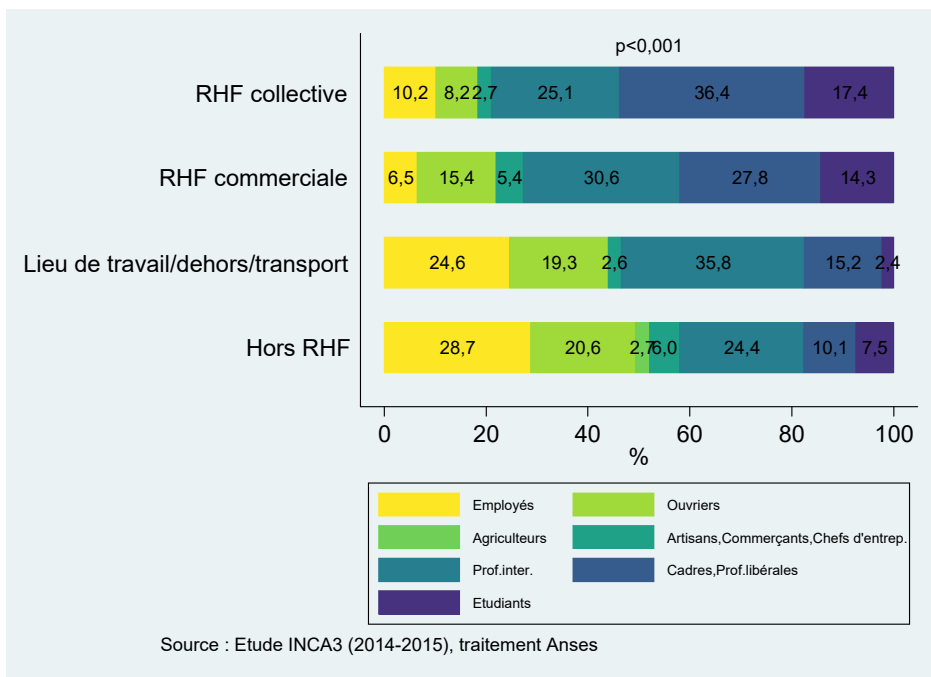 p<0,001
RHF collective 10,2 8,2 2,7 25,1 36,4 17,4
RHF commerciale 6,5 15,4 5,4 30,6 27,8 14,3
Lieu de travail/dehors/transport 24,6 19,3 2,6 35,8 15,2 2,4
Hors RHF 28,7 20,6 2,7 6,0 24,4 10,1 7,5
0 20 40 60 80 100
%
Employés Ouvriers
Agriculteurs Artisans,Commerçants,Chefs d'entrep.
Prof.inter. Cadres,Prof.libérales
Etudiants
Source : Etude INCA3 (2014-2015), traitement Anses